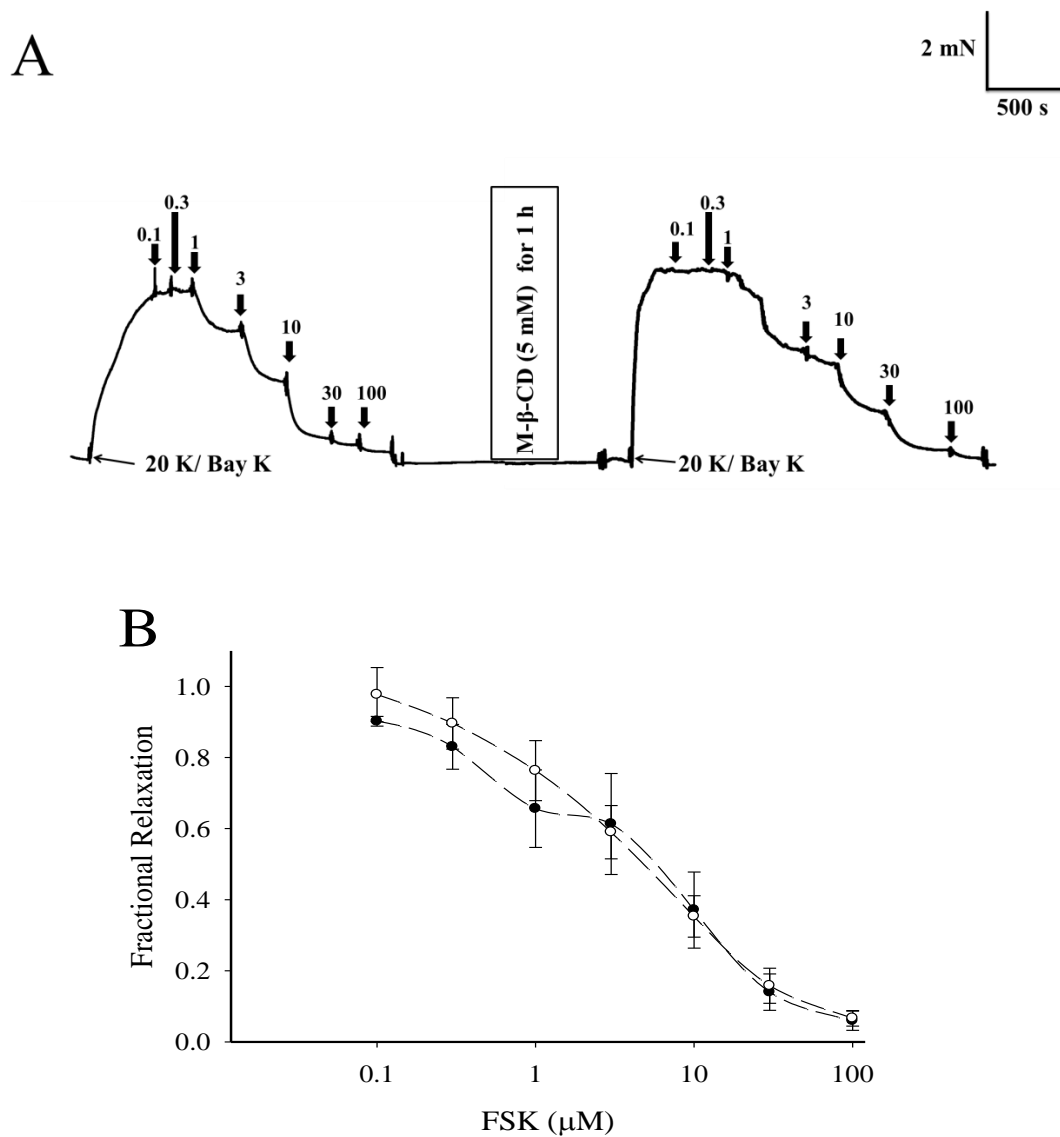 A
2 mN
500 s
0.1
0.3
1
3
10
30
100
20 K/ Bay K
M-β-CD (5 mM) for 1 h
0.1
0.3
1
3
10
30
100
20 K/ Bay K
B
Fractional Relaxation
1.0
0.8
0.6
0.4
0.2
0.0
0.1
1
10
100
FSK (μM)